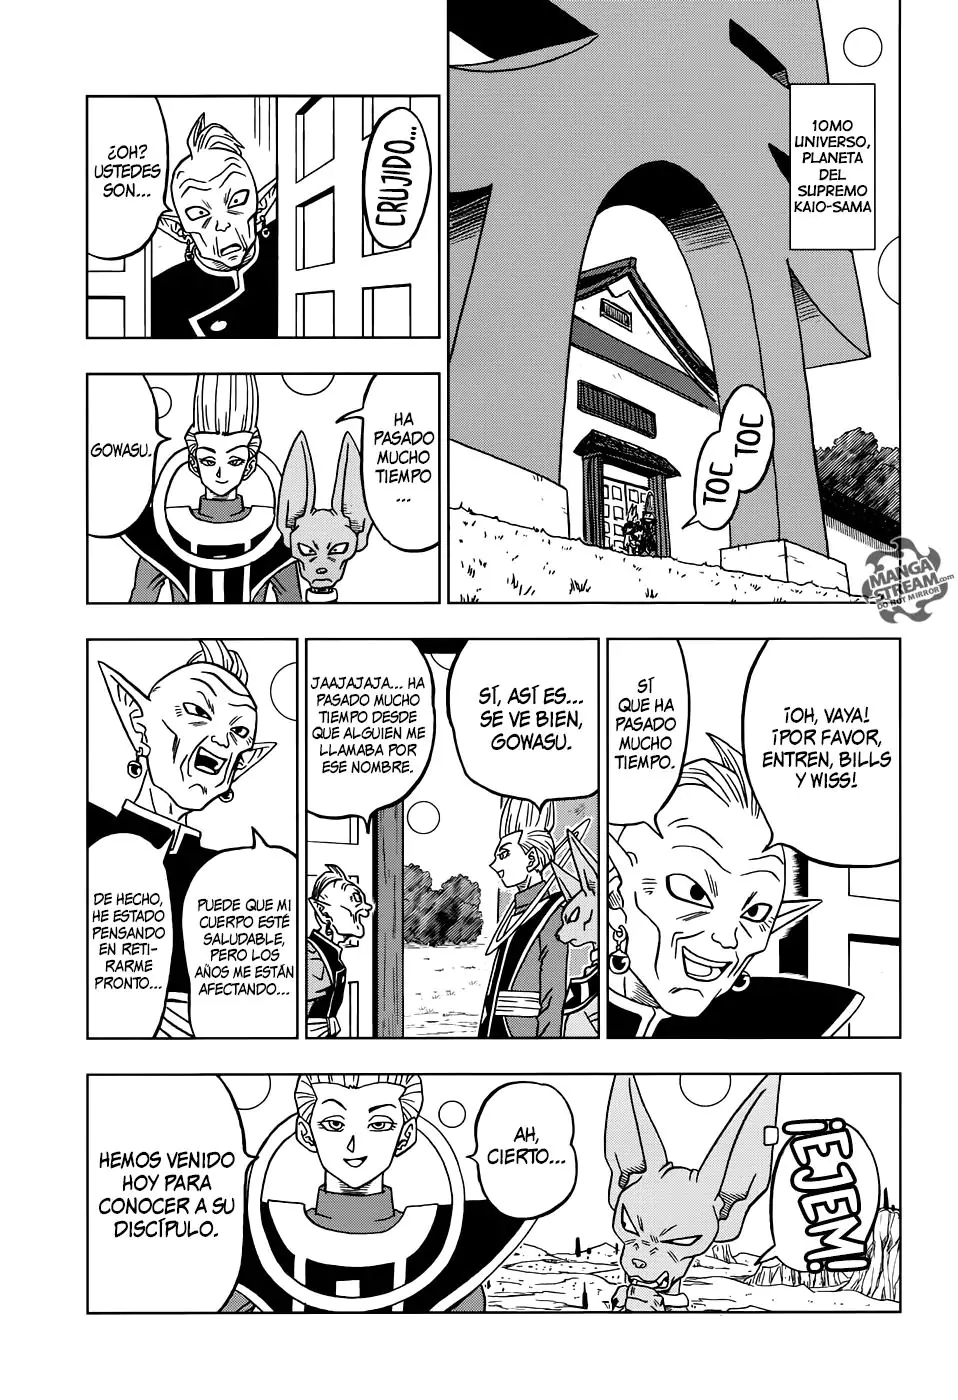 10MO
UNIVERSO,
PLANETA
DEL
SUPREMO
KAIO-SAMA
TOC TOC
MANGA
STREAM.com
DO NOT MIRROR
CRUJIDO...
¿OH?
USTEDES
SON...
HA
PASADO
MUCHO
TIEMPO
...
GOWASU.
¡OH, VAYA!
¡POR FAVOR,
ENTREN, BILLS
Y WISS!
SÍ
QUE HA
PASADO
MUCHO
TIEMPO.
SÍ, ASÍ ES...
SE VE BIEN,
GOWASU.
JAAJAJAJA... HA
PASADO MUCHO
TIEMPO DESDE
QUE ALGUIEN ME
LLAMABA POR
ESE NOMBRE.
PUEDE QUE MI
CUERPO ESTÉ
SALUDABLE,
PERO LOS
AÑOS ME ESTÁN
AFECTANDO...
DE HECHO,
HE ESTADO
PENSANDO
EN RETI-
RARME
PRONTO...
¡EJEM!
AH,
CIERTO...
HEMOS VENIDO
HOY PARA
CONOCER A SU
DISCÍPULO.